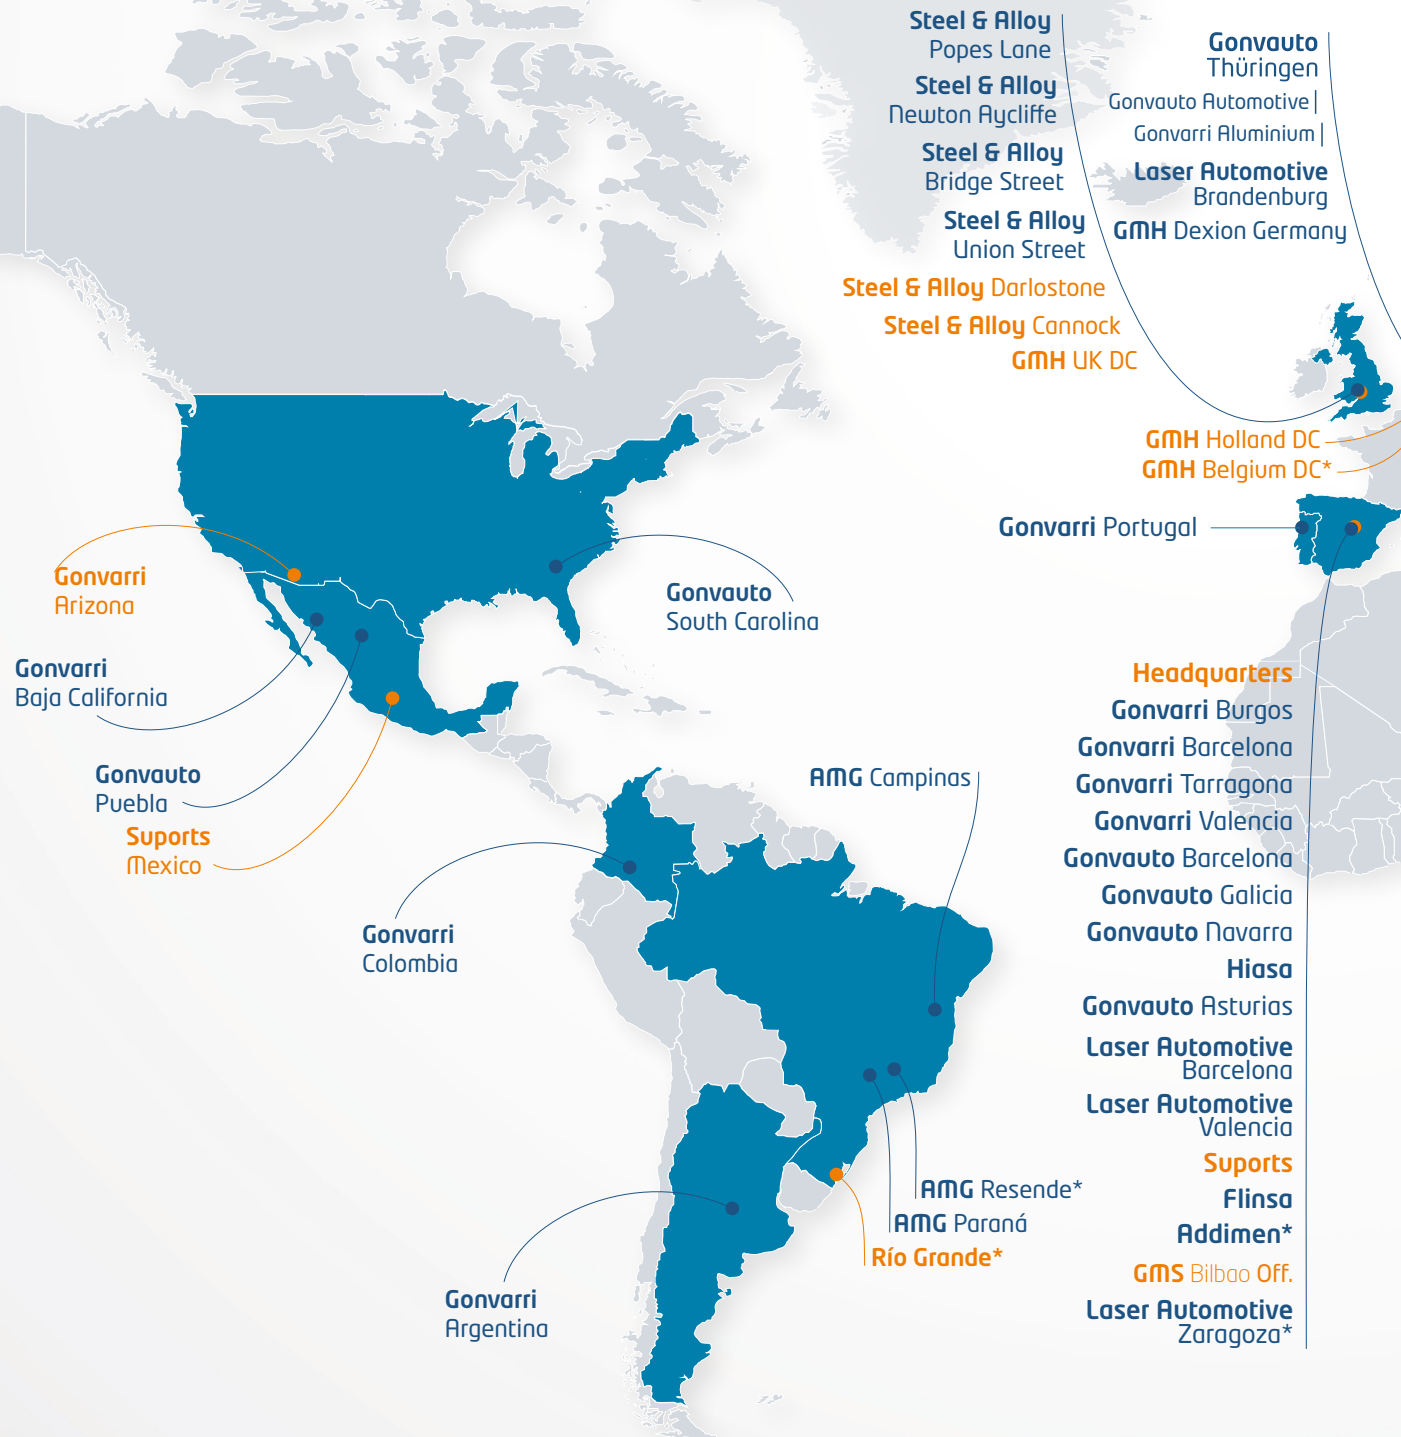 Steel & Alloy
Popes Lane
Steel & Alloy
Newton Aycliffe
Steel & Alloy
Bridge Street
Steel & Alloy
Union Street
Steel & Alloy Darlostone
Steel & Alloy Cannock
GMH UK DC
Gonvauto
Thüringen
Gonvauto Automotive
Gonvarri Aluminium
Laser Automotive
Brandenburg
GMH Dexion Germany
GMH Holland DC
GMH Belgium DC*
Gonvarri Portugal
Gonvarri
Arizona
Gonvauto
South Carolina
Gonvarri
Baja California
Gonvauto
Puebla
Suports
Mexico
AMG Campinas
Gonvarri
Colombia
AMG Resende*
AMG Paraná
Río Grande*
Gonvarri
Argentina
Headquarters
Gonvarri Burgos
Gonvarri Barcelona
Gonvarri Tarragona
Gonvarri Valencia
Gonvauto Barcelona
Gonvauto Galicia
Gonvauto Navarra
Hiasa
Gonvauto Asturias
Laser Automotive
Barcelona
Laser Automotive
Valencia
Suports
Flinsa
Addimen*
GMS Bilbao Off.
Laser Automotive
Zaragoza*